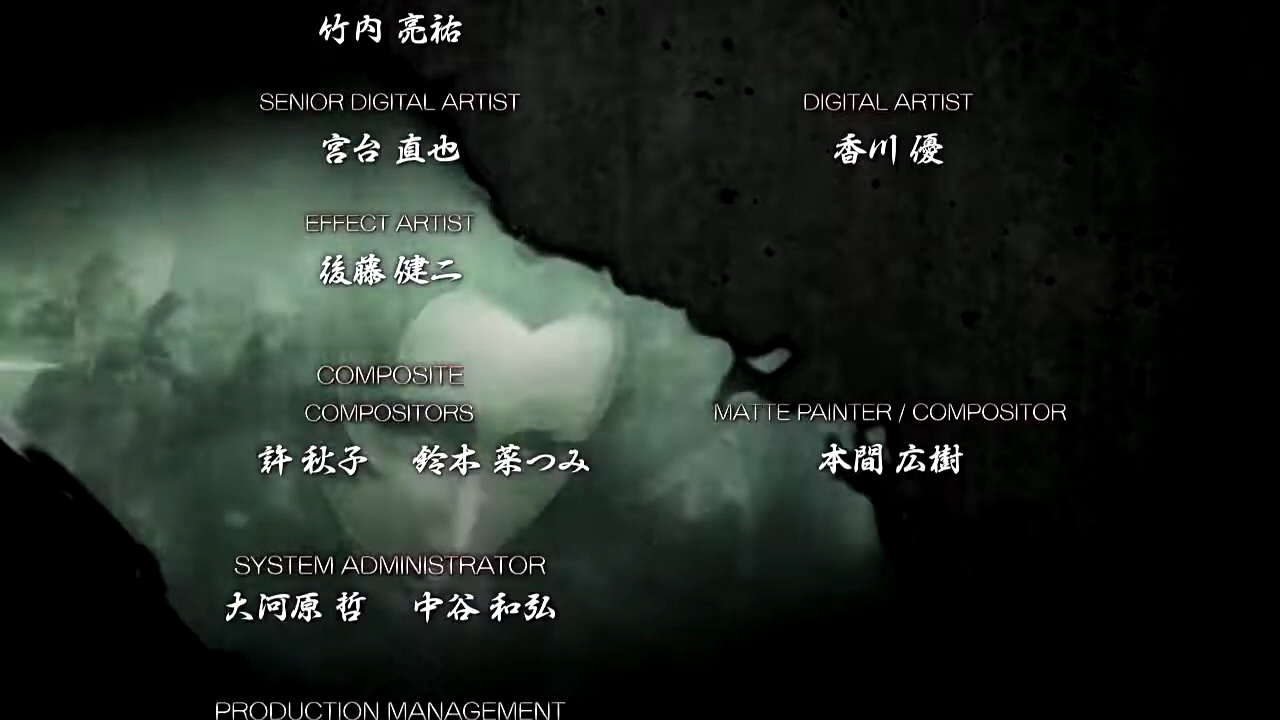 竹内 亮祐
SENIOR DIGITAL ARTIST
宮台 直也
DIGITAL ARTIST
香川 優
EFFECT ARTIST
後藤 健二
COMPOSITE
COMPOSITORS
許 秋子 鈴木 菜つみ
MATTE PAINTER / COMPOSITOR
本間 広樹
SYSTEM ADMINISTRATOR
大河原 哲 中谷 和弘
PRODUCTION MANAGEMENT